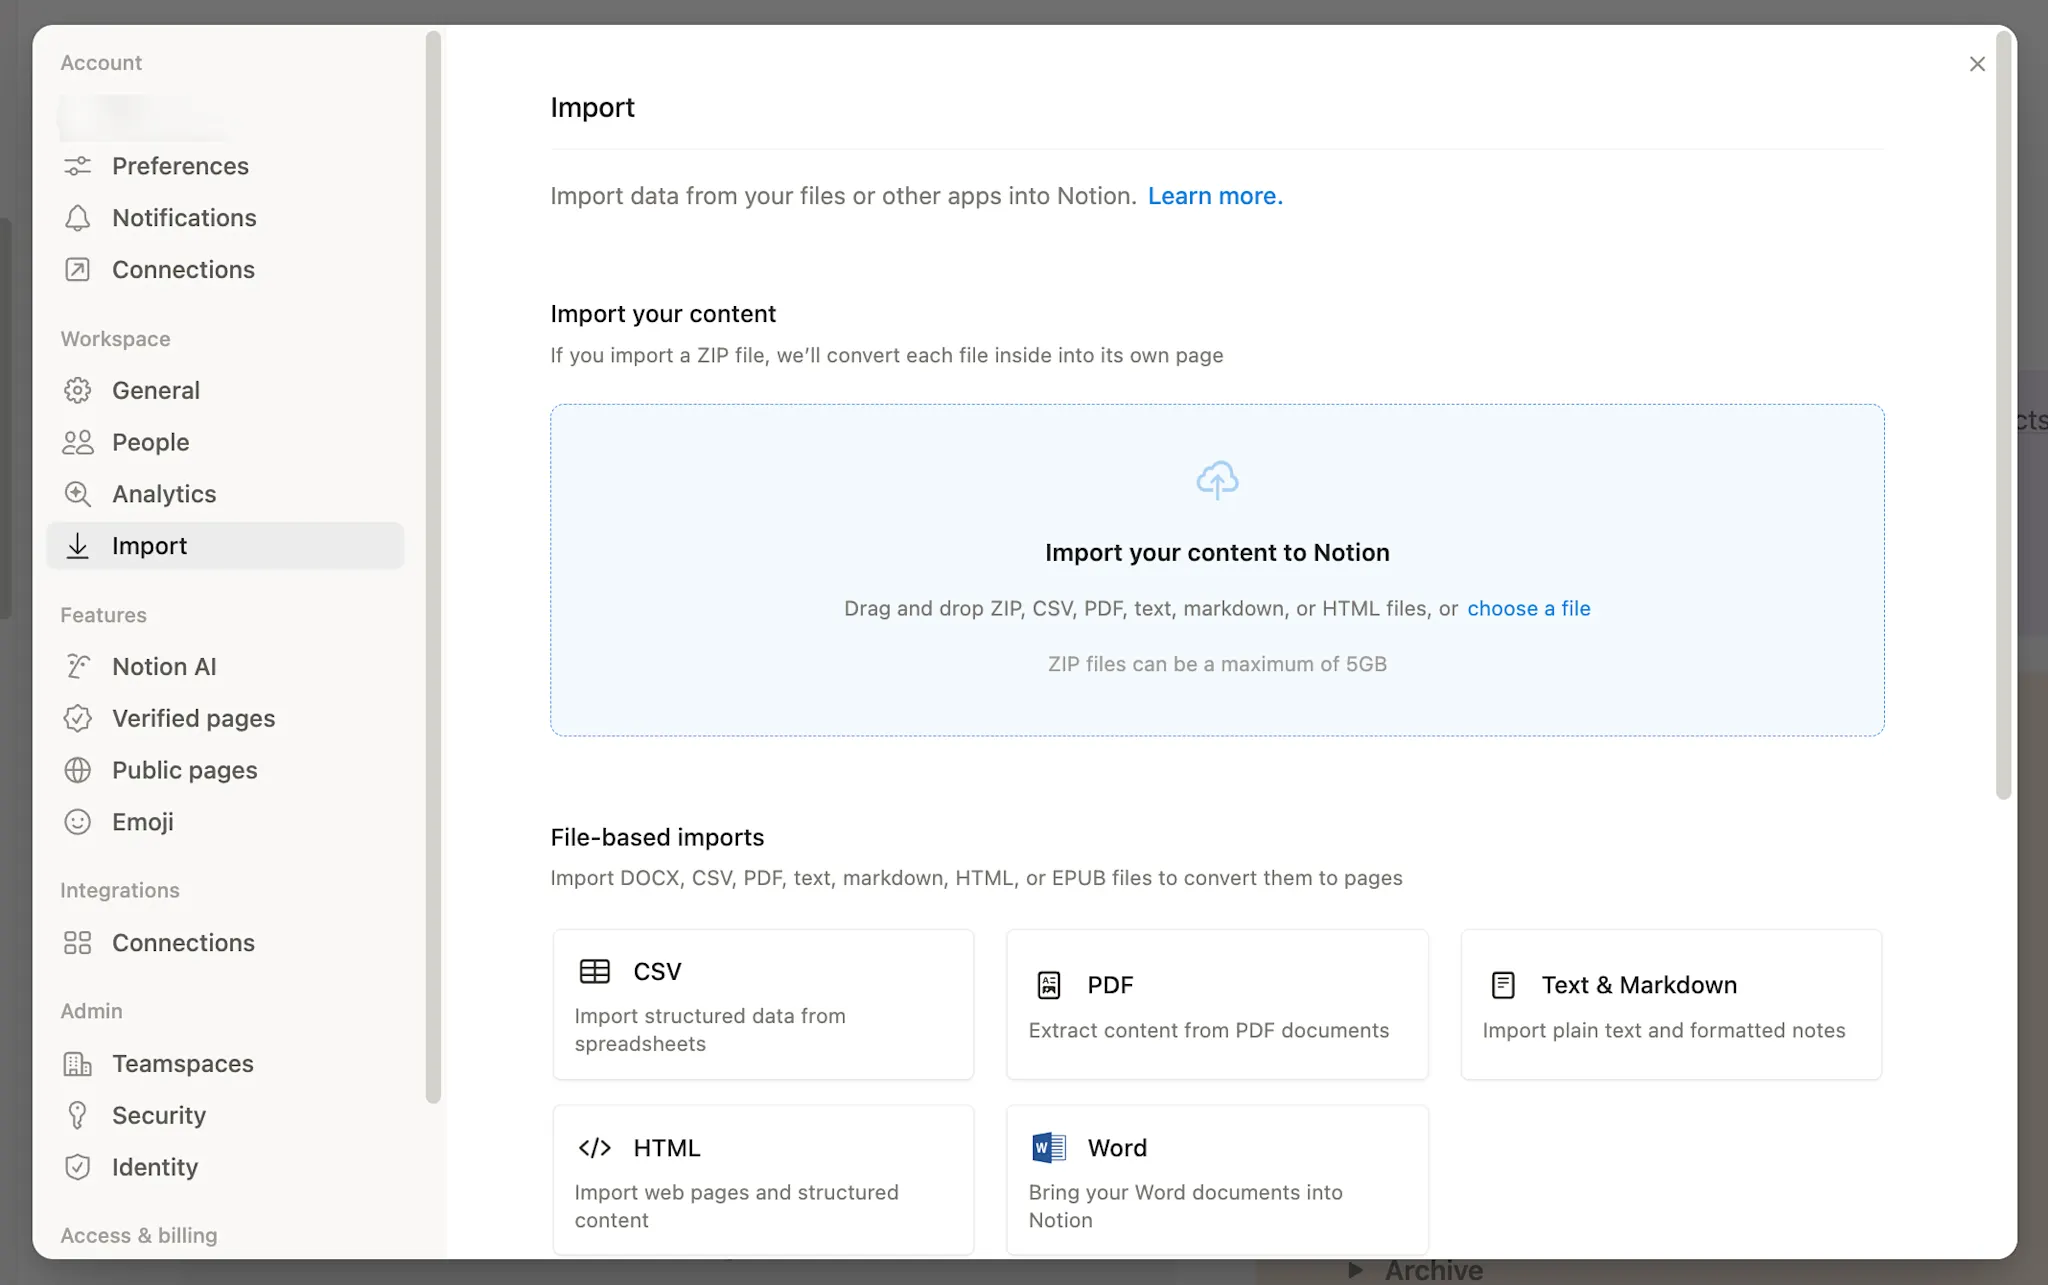 Account
Preferences
Notifications
Connections
Workspace
General
People
Analytics
Import
Features
Notion AI
Verified pages
Public pages
Emoji
Integrations
Connections
Admin
Teamspaces
Security
Identity
Access & billing
Import
Import data from your files or other apps into Notion. Learn more.
Import your content
If you import a ZIP file, we’ll convert each file inside into its own page
Import your content to Notion
Drag and drop ZIP, CSV, PDF, text, markdown, or HTML files, or choose a file
ZIP files can be a maximum of 5GB
File-based imports
Import DOCX, CSV, PDF, text, markdown, HTML, or EPUB files to convert them to pages
CSV
Import structured data from
spreadsheets
PDF
Extract content from PDF documents
Text & Markdown
Import plain text and formatted notes
HTML
Import web pages and structured
content
Word
Bring your Word documents into
Notion
Archive